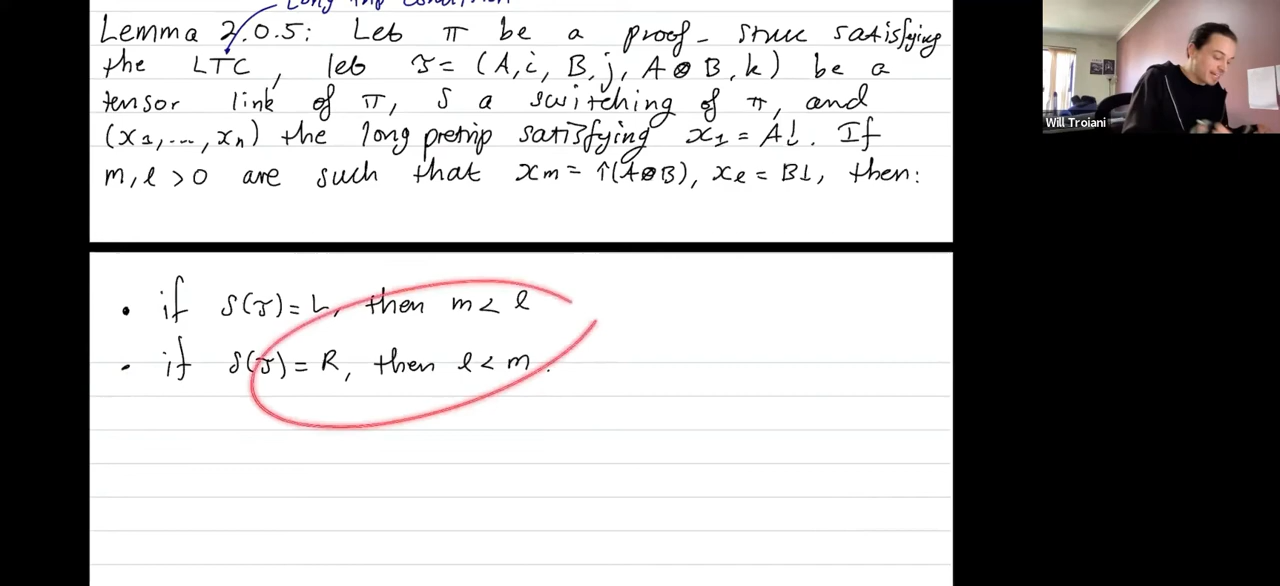 Long trip condition
Lemma 2.0.5: Let π be a proof-struc satisfying
the LTC, let τ = (A, i, B, j, A⊗B, k) be a
tensor link of π, S a switching of π, and
(x₁, ..., xₙ) the long pretrip satisfying x₁ = A↓. If
m, l > 0 are such that xₘ = ↑(A⊗B), xₗ = B↓, then:
• if S(τ) = L, then m < l
• if S(τ) = R, then l < m.
Will Troiani